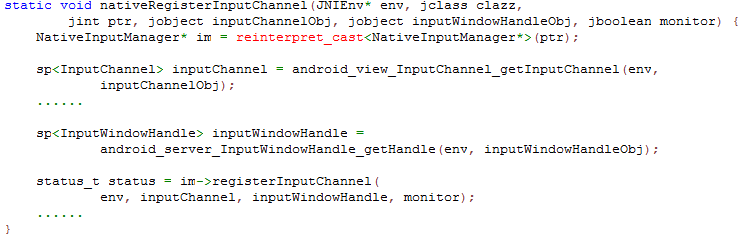 static void nativeRegisterInputChannel(JNIEnv* env, jclass clazz,
        jint ptr, jobject inputChannelObj, jobject inputWindowHandleObj, jboolean monitor) {
    NativeInputManager* im = reinterpret_cast<NativeInputManager*>(ptr);
    sp<InputChannel> inputChannel = android_view_InputChannel_getInputChannel(env,
            inputChannelObj);
    ......
    sp<InputWindowHandle> inputWindowHandle =
            android_server_InputWindowHandle_getHandle(env, inputWindowHandleObj);
    status_t status = im->registerInputChannel(
            env, inputChannel, inputWindowHandle, monitor);
    ......
}